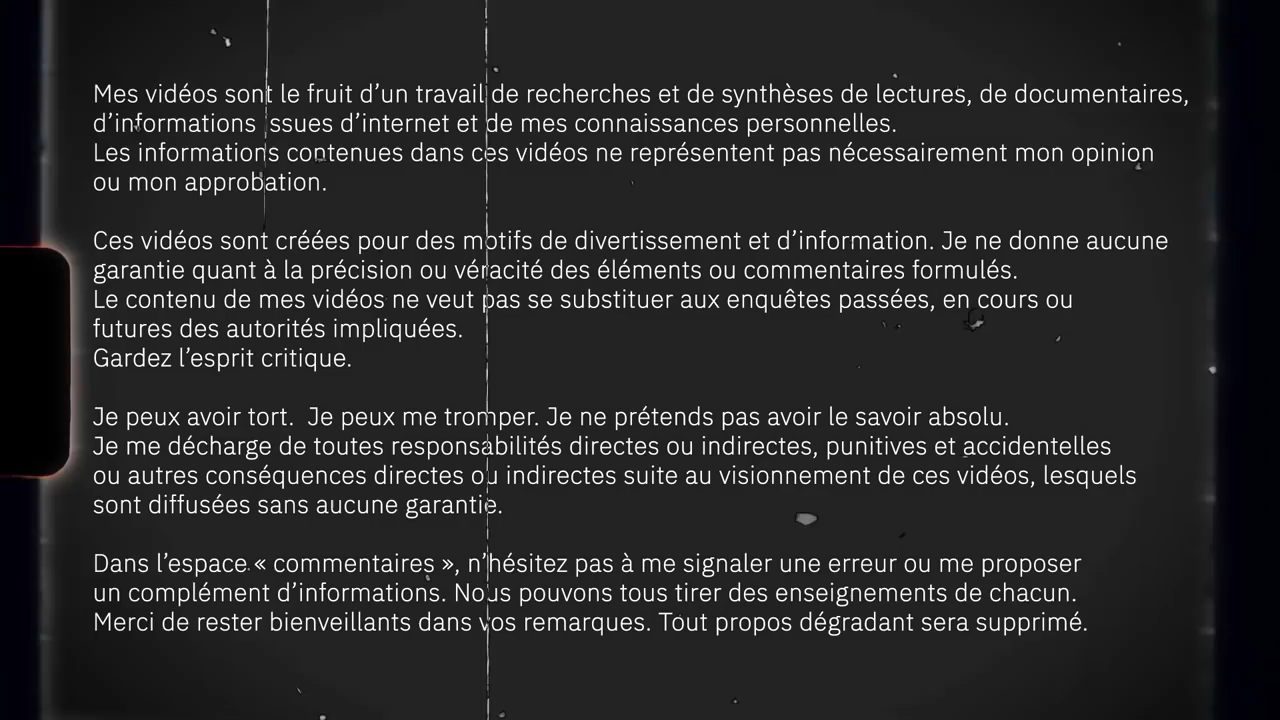 Mes vidéos sont le fruit d’un travail de recherches et de synthèses de lectures, de documentaires,
d’informations issues d’internet et de mes connaissances personnelles.
Les informations contenues dans ces vidéos ne représentent pas nécessairement mon opinion
ou mon approbation.
Ces vidéos sont créées pour des motifs de divertissement et d’information. Je ne donne aucune
garantie quant à la précision ou véracité des éléments ou commentaires formulés.
Le contenu de mes vidéos ne veut pas se substituer aux enquêtes passées, en cours ou
futures des autorités impliquées.
Gardez l’esprit critique.
Je peux avoir tort.  Je peux me tromper. Je ne prétends pas avoir le savoir absolu.
Je me décharge de toutes responsabilités directes ou indirectes, punitives et accidentelles
ou autres conséquences directes ou indirectes suite au visionnement de ces vidéos, lesquels
sont diffusées sans aucune garantie.
Dans l’espace « commentaires », n’hésitez pas à me signaler une erreur ou me proposer
un complément d’informations. Nous pouvons tous tirer des enseignements de chacun.
Merci de rester bienveillants dans vos remarques. Tout propos dégradant sera supprimé.